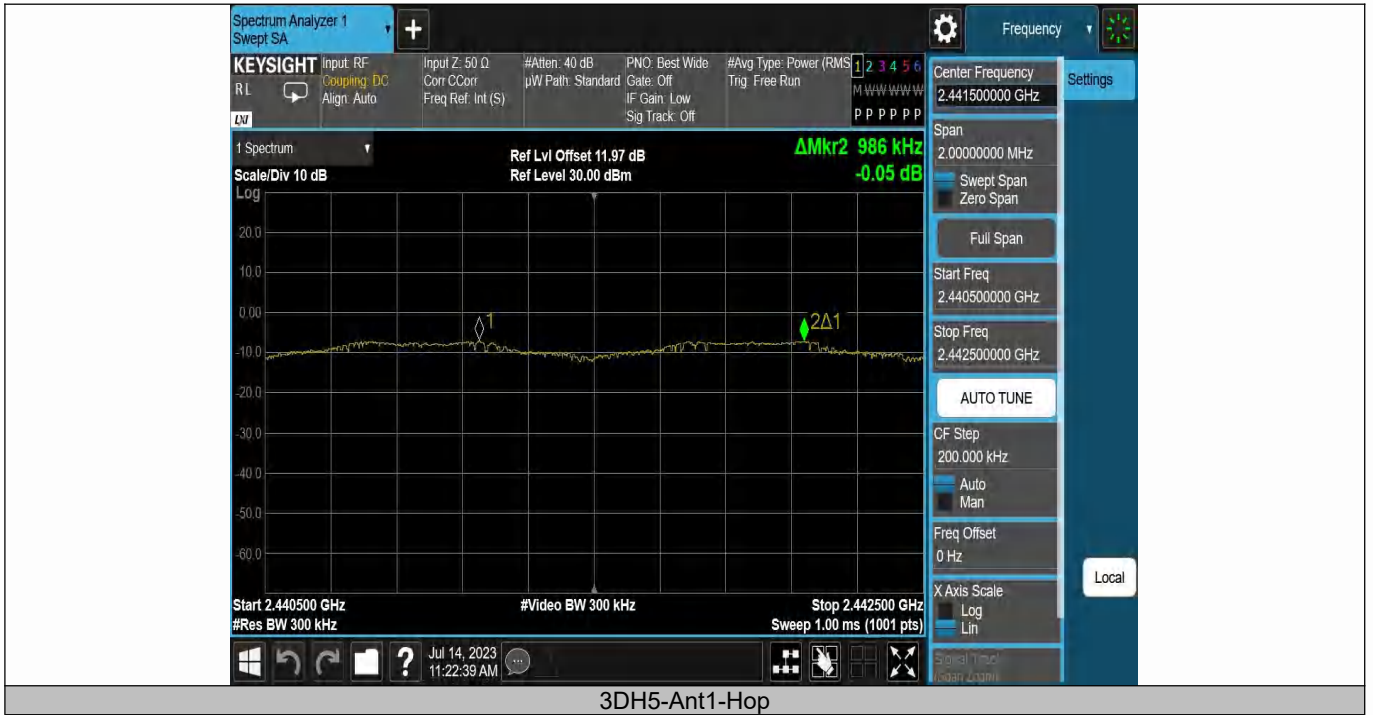 Spectrum Analyzer 1
Swept SA
Frequency
KEYSIGHT
RL
LXI
Input: RF
Coupling: DC
Align: Auto
Input Z: 50 Ω
Corr CCorr
Freq Ref: Int (S)
#Atten: 40 dB
µW Path: Standard
PNO: Best Wide
Gate: Off
IF Gain: Low
Sig Track: Off
#Avg Type: Power (RMS
Trig: Free Run
1 2 3 4 5 6
M W W W W W
P P P P P P
1 Spectrum
Scale/Div 10 dB
Ref Lvl Offset 11.97 dB
Ref Level 30.00 dBm
ΔMkr2 986 kHz
-0.05 dB
Log
20.0
10.0
0.00
-10.0
-20.0
-30.0
-40.0
-50.0
-60.0
1
2Δ1
Start 2.440500 GHz
#Res BW 300 kHz
#Video BW 300 kHz
Stop 2.442500 GHz
Sweep 1.00 ms (1001 pts)
Center Frequency
2.441500000 GHz
Settings
Span
2.00000000 MHz
Swept Span
Zero Span
Full Span
Start Freq
2.440500000 GHz
Stop Freq
2.442500000 GHz
AUTO TUNE
CF Step
200.000 kHz
Auto
Man
Freq Offset
0 Hz
X Axis Scale
Log
Lin
Signal Track
(Span Zoom)
Local
?
Jul 14, 2023
11:22:39 AM
3DH5-Ant1-Hop